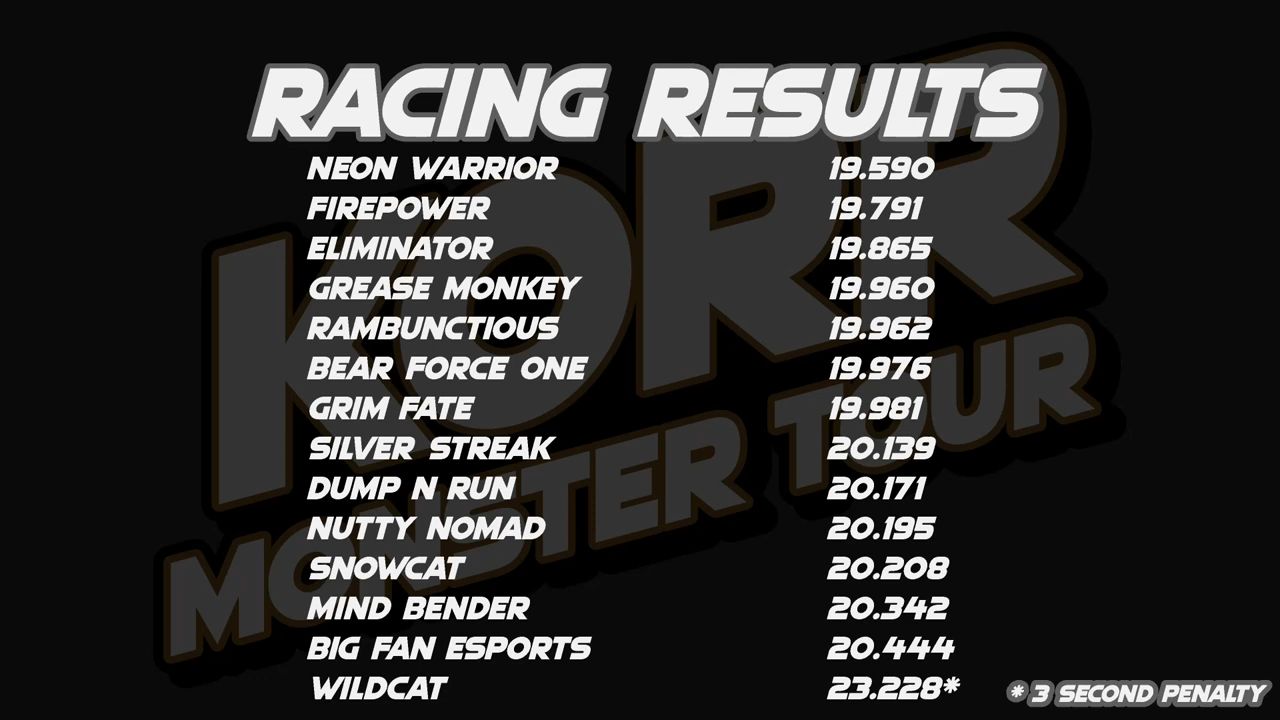 RACING RESULTS
NEON WARRIOR 19.590
FIREPOWER 19.791
ELIMINATOR 19.865
GREASE MONKEY 19.960
RAMBUNCTIOUS 19.962
BEAR FORCE ONE 19.976
GRIM FATE 19.981
SILVER STREAK 20.139
DUMP N RUN 20.171
NUTTY NOMAD 20.195
SNOWCAT 20.208
MIND BENDER 20.342
BIG FAN ESPORTS 20.444
WILDCAT 23.228*
* 3 SECOND PENALTY
KORR
MONSTER TOUR